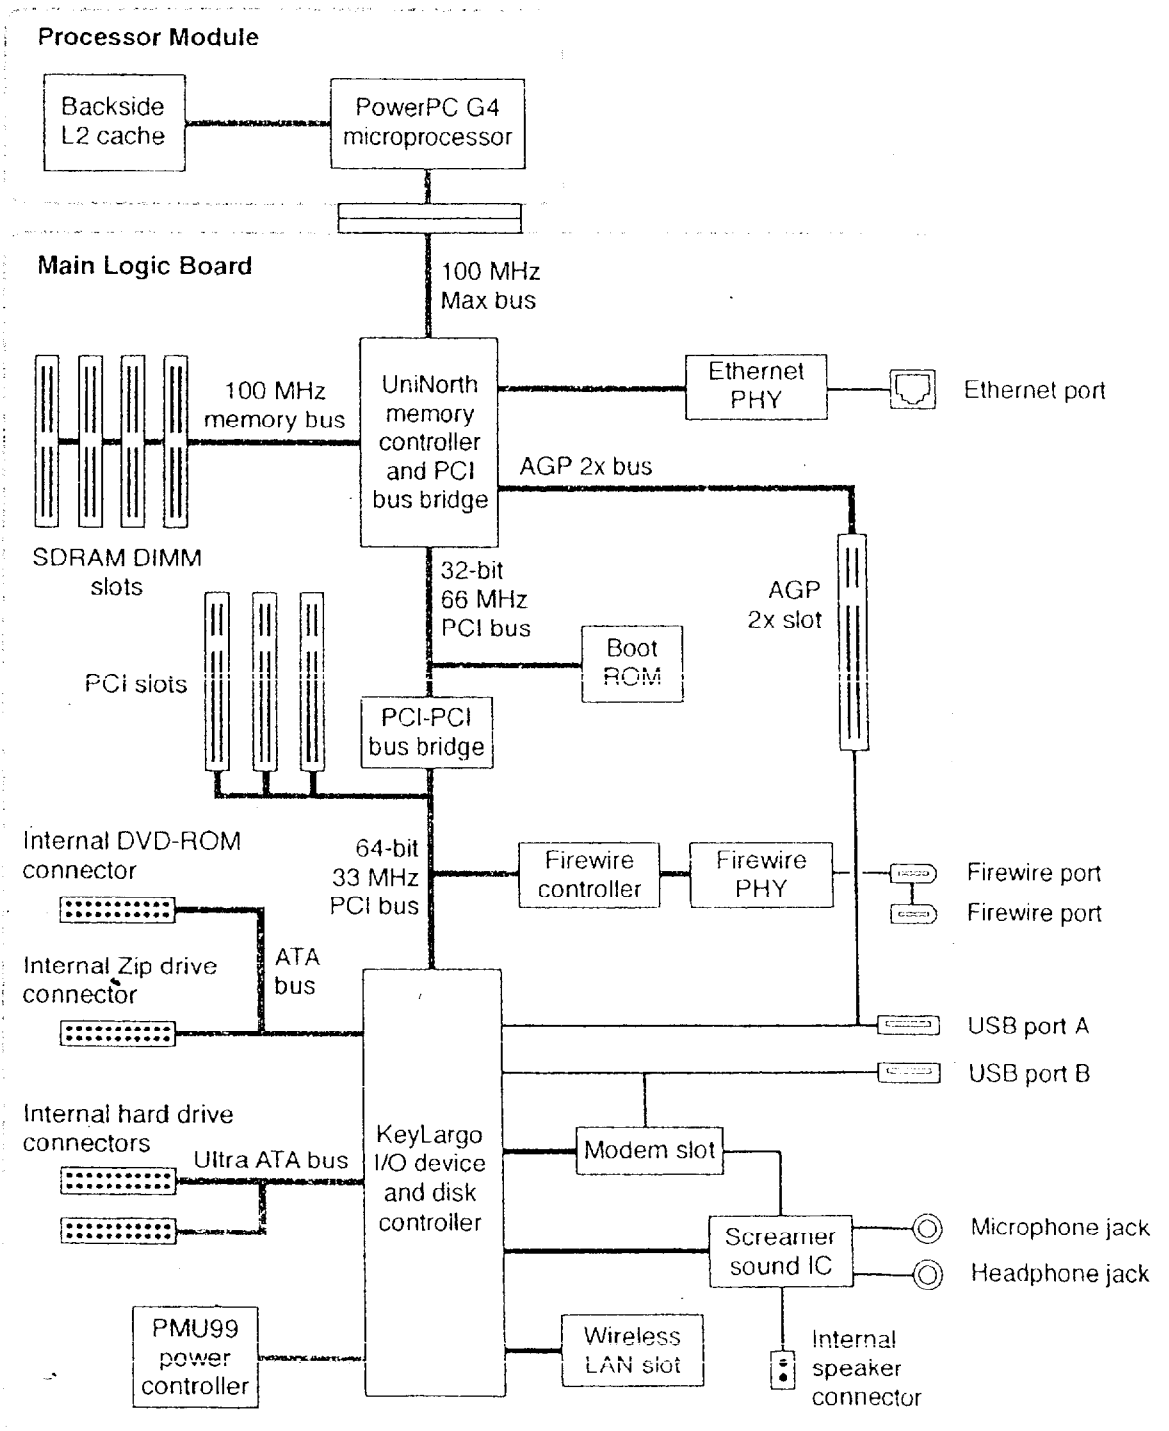 Processor Module
Backside
L2 cache
PowerPC G4
microprocessor
Main Logic Board
100 MHz
Max bus
100 MHz
memory bus
UniNorth
memory
controller
and PCI
bus bridge
Ethernet
PHY
Ethernet port
AGP 2x bus
SDRAM DIMM
slots
32-bit
66 MHz
PCI bus
AGP
2x slot
Boot
ROM
PCI slots
PCI-PCI
bus bridge
Internal DVD-ROM
connector
64-bit
33 MHz
PCI bus
Firewire
controller
Firewire
PHY
Firewire port
Firewire port
ATA
bus
Internal Zip drive
connector
USB port A
USB port B
Internal hard drive
connectors
Ultra ATA bus
KeyLargo
I/O device
and disk
controller
Modem slot
Screamer
sound IC
Microphone jack
Headphone jack
PMU99
power
controller
Wireless
LAN slot
Internal
speaker
connector